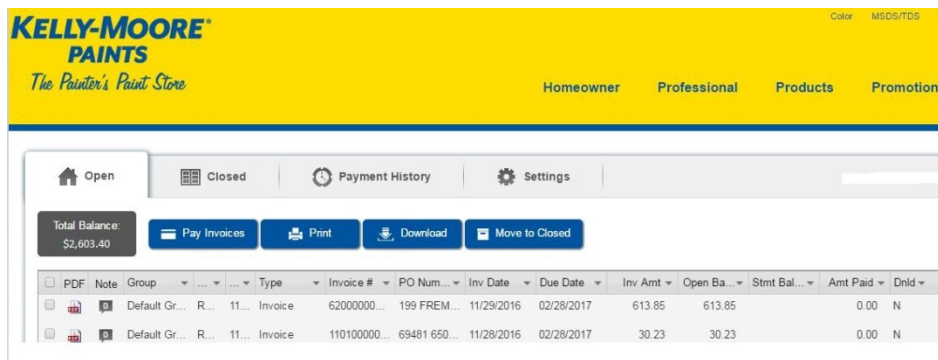 Color MSDS/TDS
KELLY-MOORE®
PAINTS
The Painter's Paint Store
Homeowner Professional Products Promotion
Open Closed Payment History Settings
Total Balance:
$2,603.40
Pay Invoices Print Download Move to Closed
PDF Note Group ... ... Type Invoice # PO Num... Inv Date Due Date Inv Amt Open Ba... Stmt Bal... Amt Paid Dnld
0 Default Gr... R... 11... Invoice 62000000... 199 FREM... 11/29/2016 02/28/2017 613.85 613.85 0.00 N
0 Default Gr... R... 11... Invoice 110100000... 69481 650... 11/28/2016 02/28/2017 30.23 30.23 0.00 N